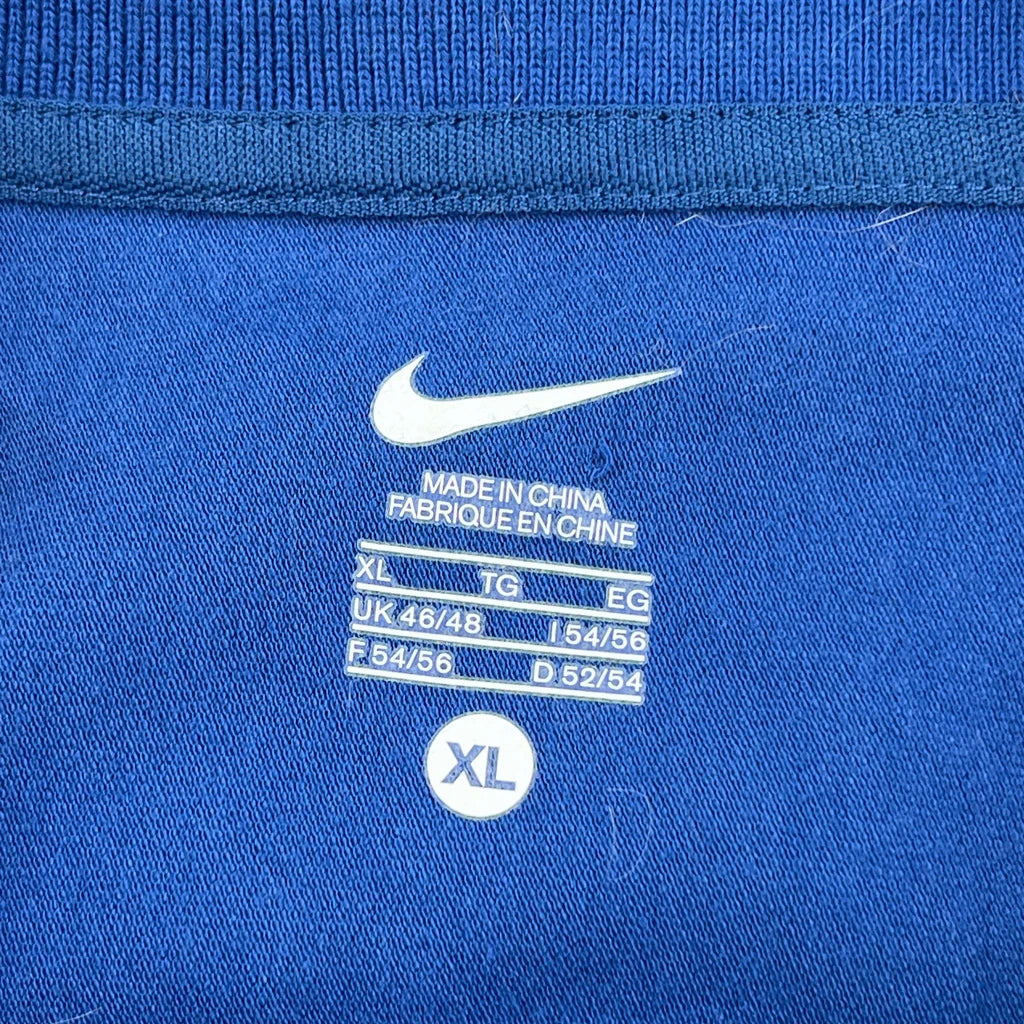 MADE IN CHINA
FABRIQUE EN CHINE
XL TG EG
UK 46/48 I 54/56
F 54/56 D 52/54
XL